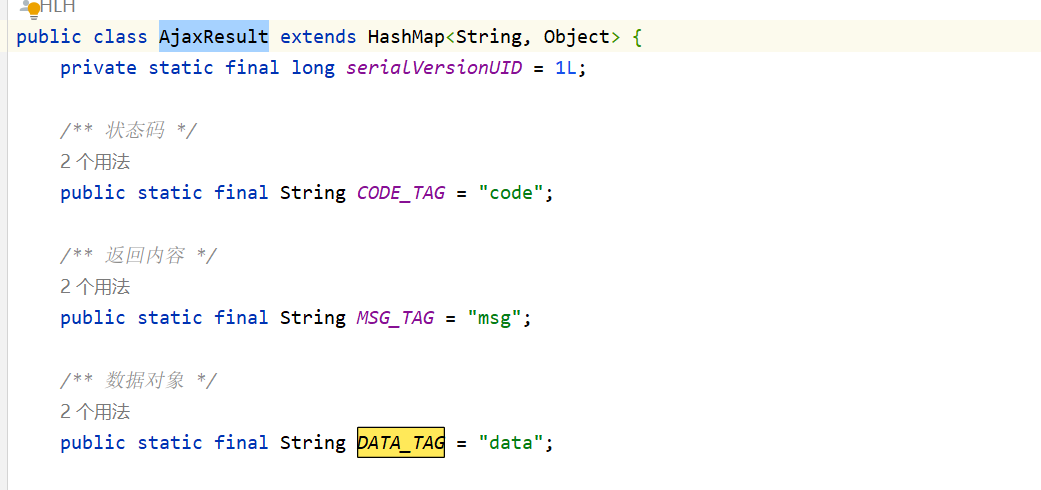 HLH
public class AjaxResult extends HashMap<String, Object> {
private static final long serialVersionUID = 1L;
/** 状态码 */
2 个用法
public static final String CODE_TAG = "code";
/** 返回内容 */
2 个用法
public static final String MSG_TAG = "msg";
/** 数据对象 */
2 个用法
public static final String DATA_TAG = "data";